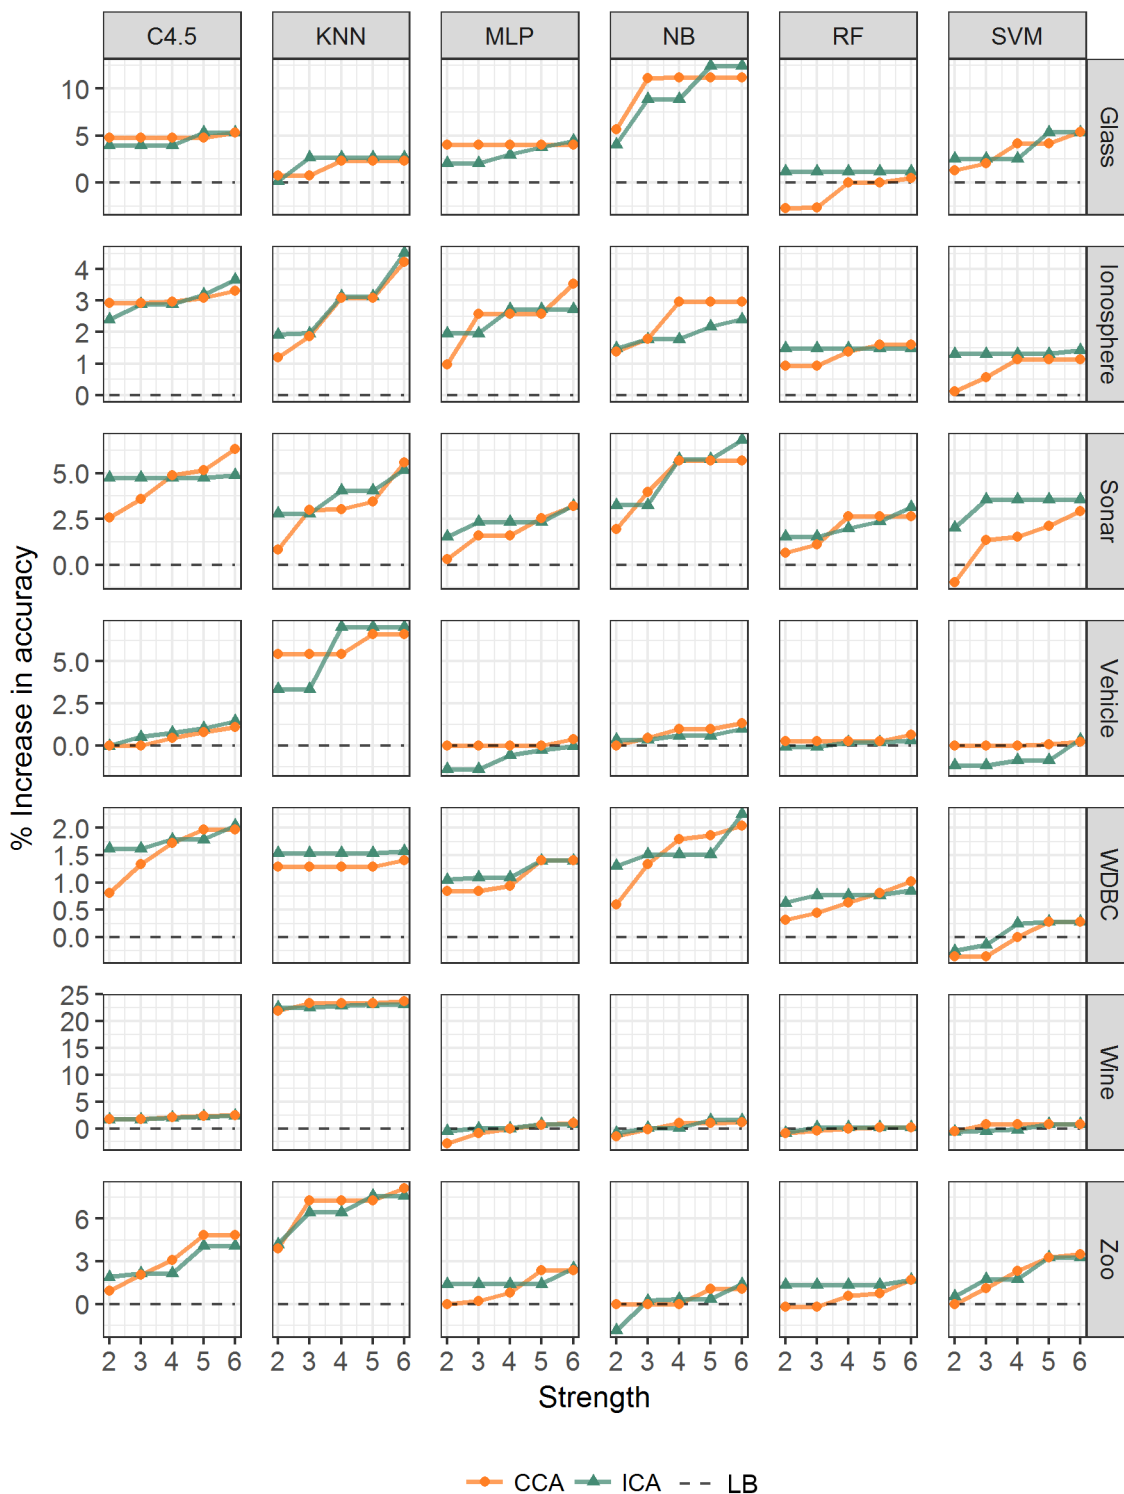 C4.5 KNN MLP NB RF SVM
10
5
0
Glass
4
3
2
1
0
Ionosphere
5.0
2.5
0.0
Sonar
5.0
2.5
0.0
Vehicle
2.0
1.5
1.0
0.5
0.0
WDBC
25
20
15
10
5
0
Wine
6
3
0
Zoo
% Increase in accuracy
2 3 4 5 6 2 3 4 5 6 2 3 4 5 6 2 3 4 5 6 2 3 4 5 6 2 3 4 5 6
Strength
CCA ICA LB